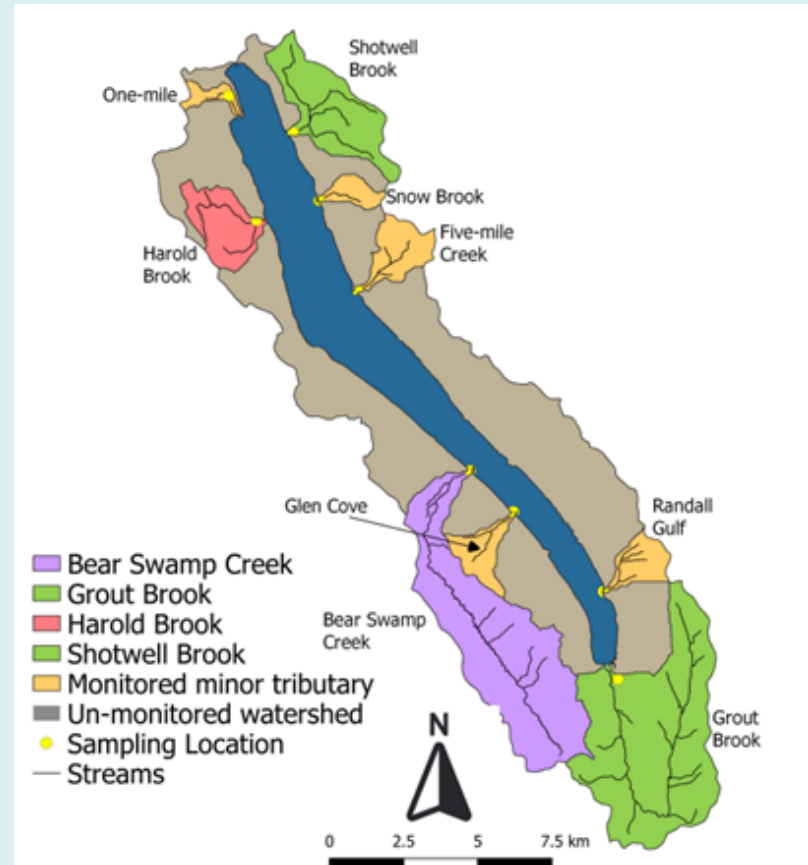 Shotwell
Brook
One-mile
Snow Brook
Five-mile
Creek
Harold
Brook
Glen Cove
Randall
Gulf
Bear Swamp Creek
Grout Brook
Harold Brook
Shotwell Brook
Monitored minor tributary
Un-monitored watershed
Sampling Location
Streams
Bear Swamp
Creek
Grout
Brook
N
0 2.5 5 7.5 km